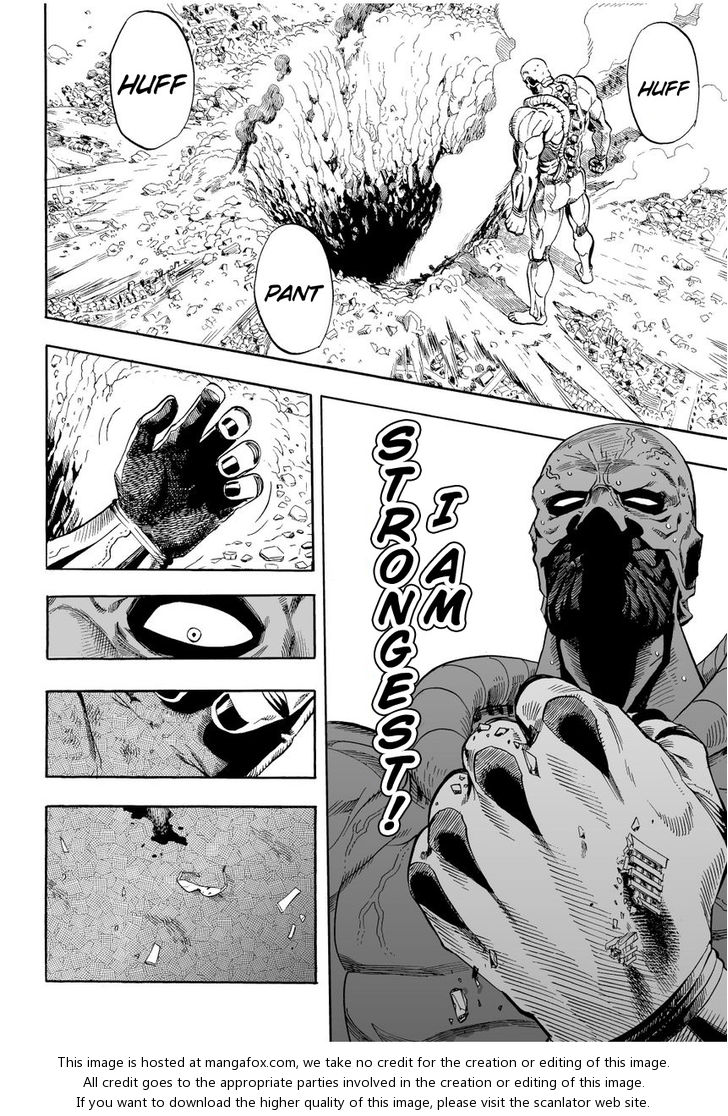 HUFF
HUFF
PANT
I AM
STRONGEST!
This image is hosted at mangafox.com, we take no credit for the creation or editing of this image.
All credit goes to the appropriate parties involved in the creation or editing of this image.
If you want to download the higher quality of this image, please visit the scanlator web site.